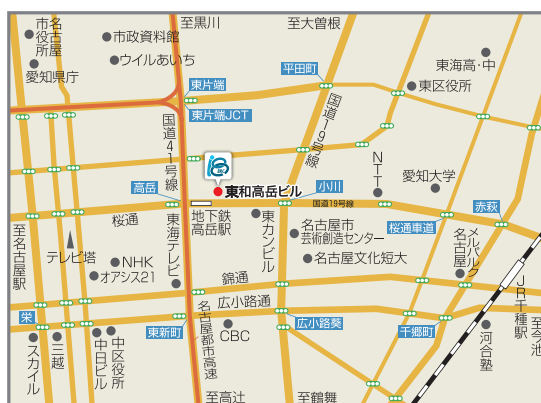 至黒川
至大曽根
名古屋
市役所
市政資料館
ウイルあいち
愛知県庁
東片端
東片端JCT
平田町
東海高・中
東区役所
国道41号線
国道19号線
NTT
愛知大学
高岳
東和高岳ビル
小川
国道19号線
赤萩
桜通
地下鉄
高岳駅
東カンビル
名古屋市
芸術創造センター
桜通車道
メルパルク
名古屋
至名古屋駅
テレビ塔
NHK
オアシス21
東海テレビ
名古屋文化短大
錦通
JR千種駅
栄
広小路通
東新町
名古屋都市高速
CBC
広小路葵
千郷町
至今池
スカイル
三越
中日ビル
中区役所
河合塾
至高辻
至鶴舞